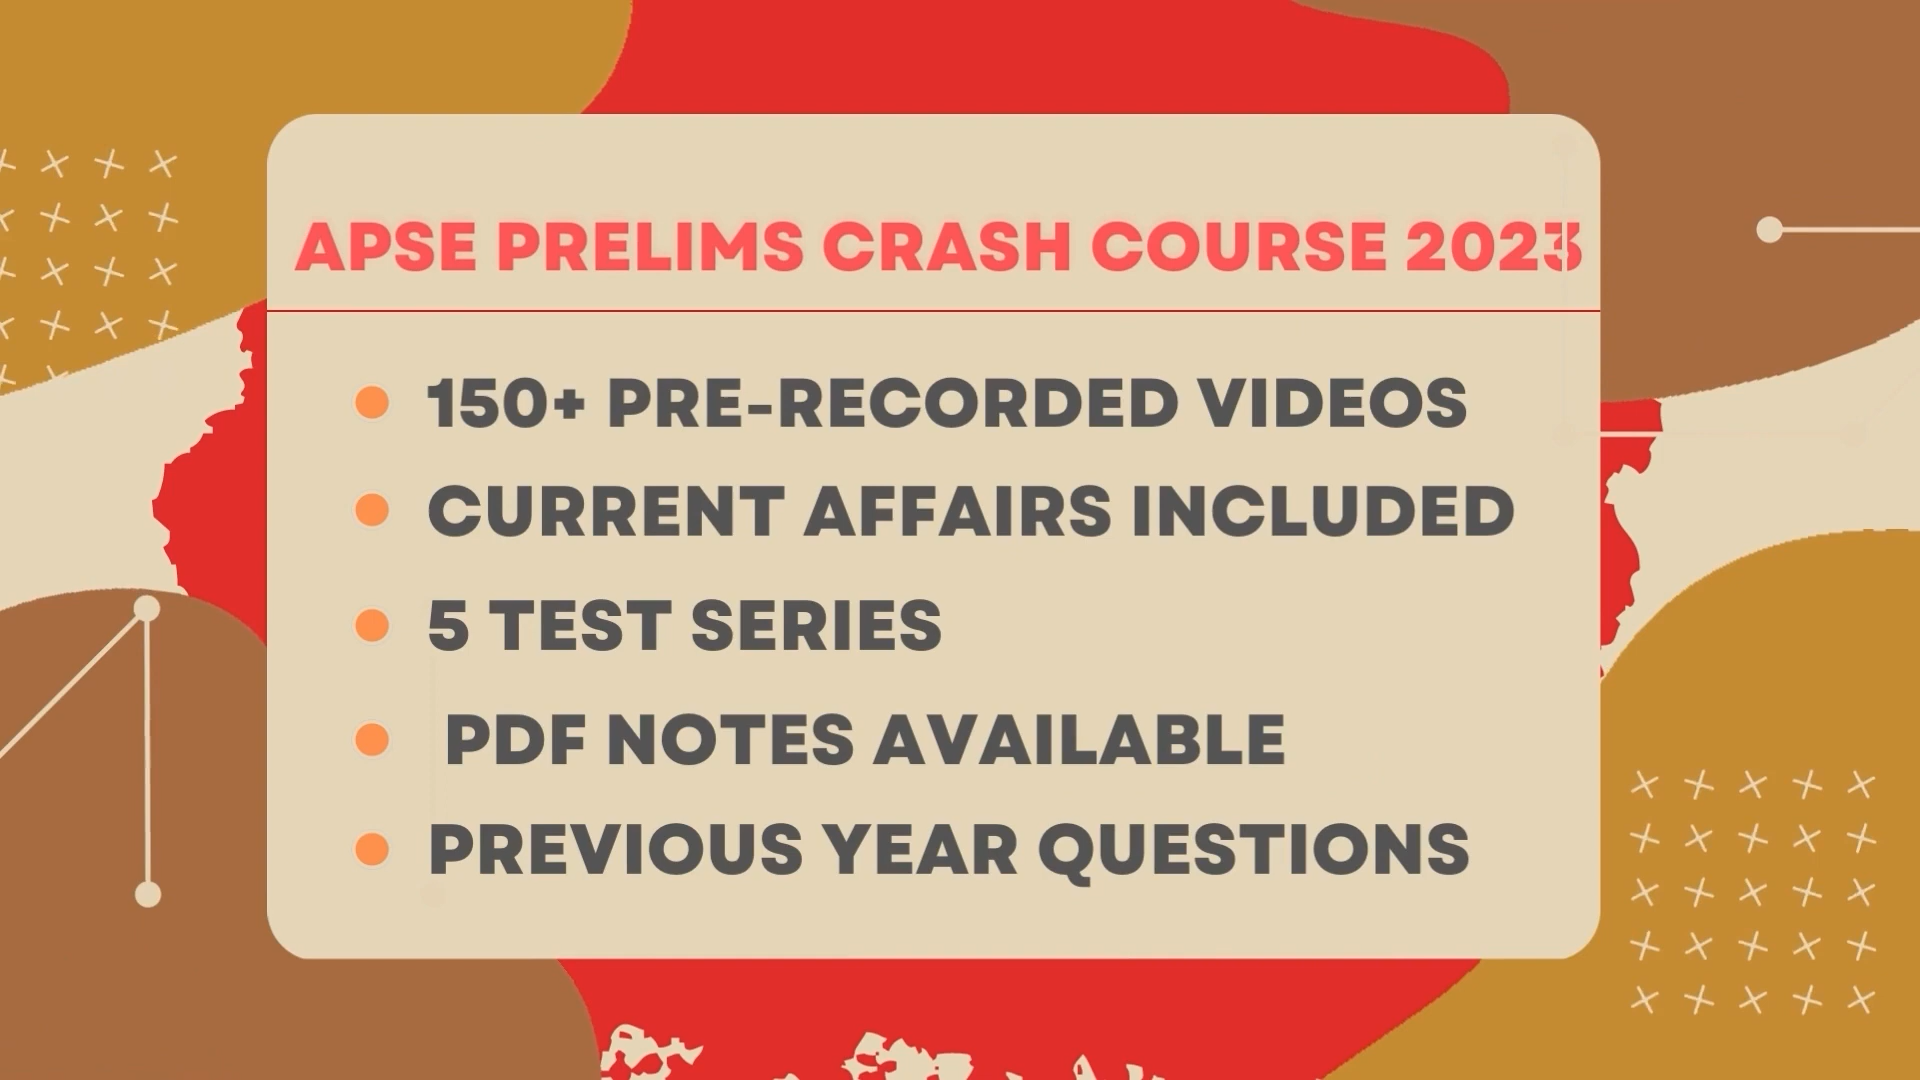 APSE PRELIMS CRASH COURSE 2023
150+ PRE-RECORDED VIDEOS
CURRENT AFFAIRS INCLUDED
5 TEST SERIES
PDF NOTES AVAILABLE
PREVIOUS YEAR QUESTIONS